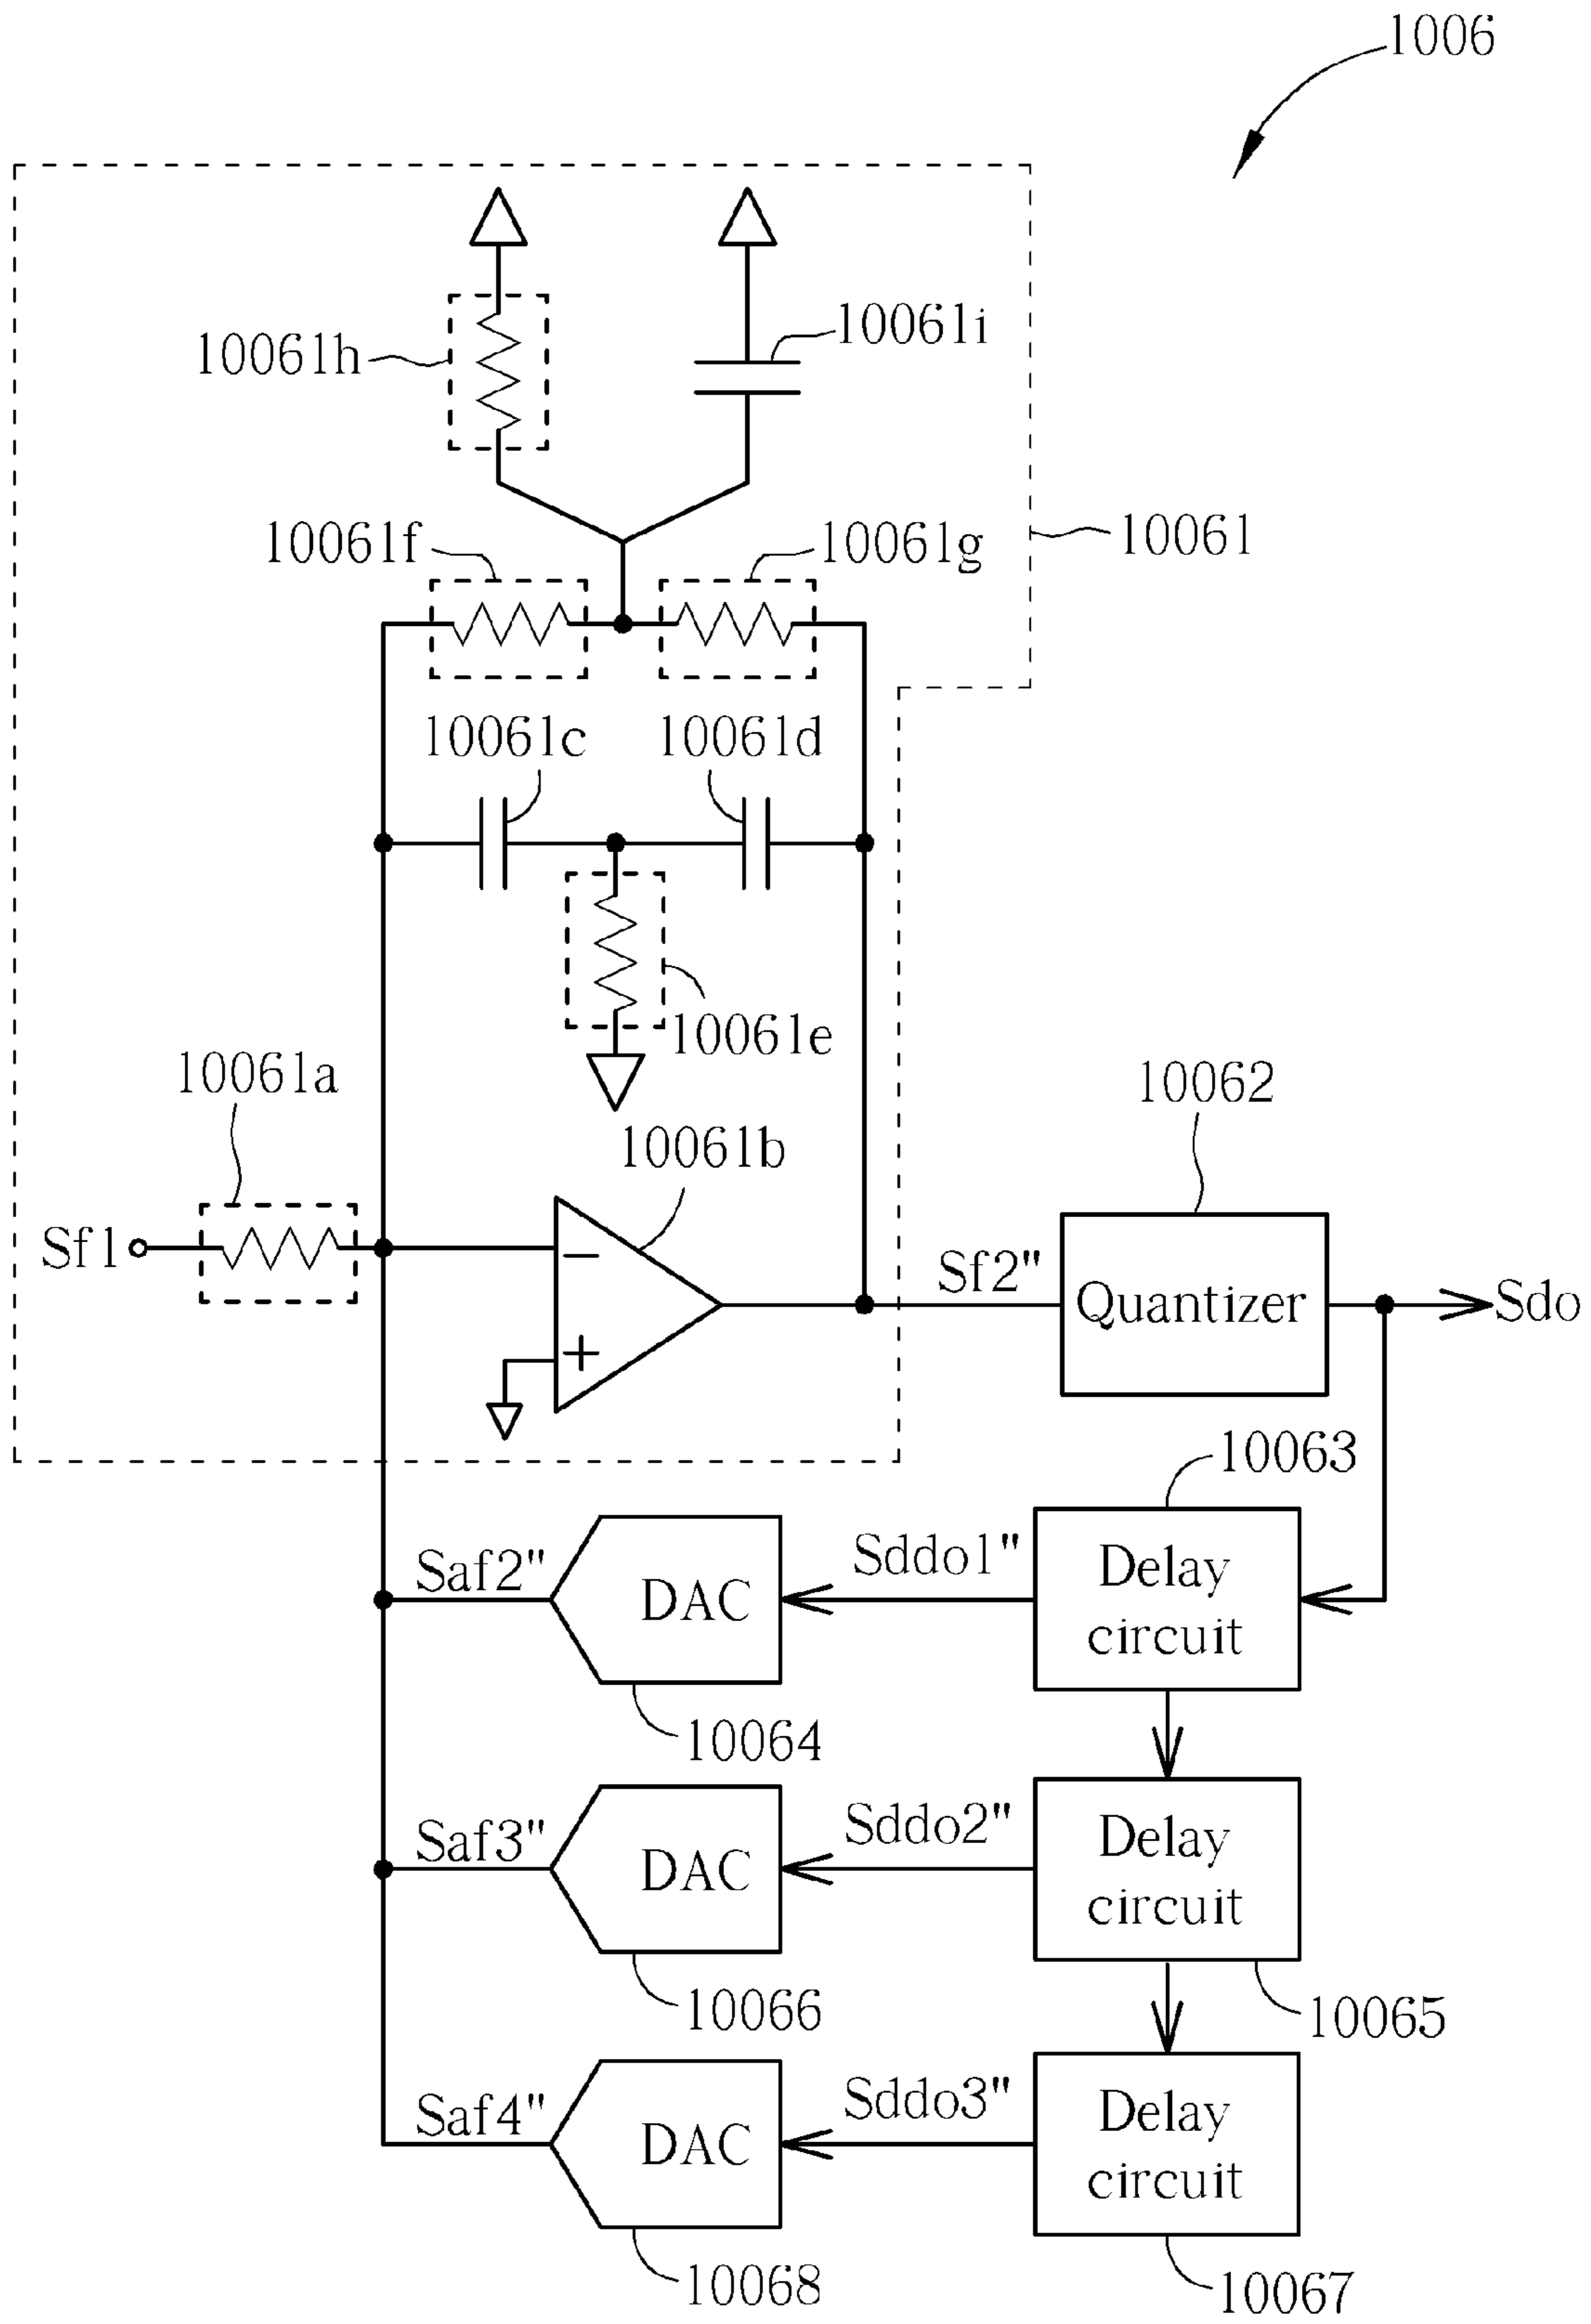 1006
10061h
10061i
10061f
10061g
10061
10061c
10061d
10061e
10061a
10061b
10062
Sf1
−
+
Sf2"
Quantizer
Sdo
10063
Saf2"
DAC
Sddo1"
Delay
circuit
10064
Saf3"
DAC
Sddo2"
Delay
circuit
10066
10065
Saf4"
DAC
Sddo3"
Delay
circuit
10068
10067